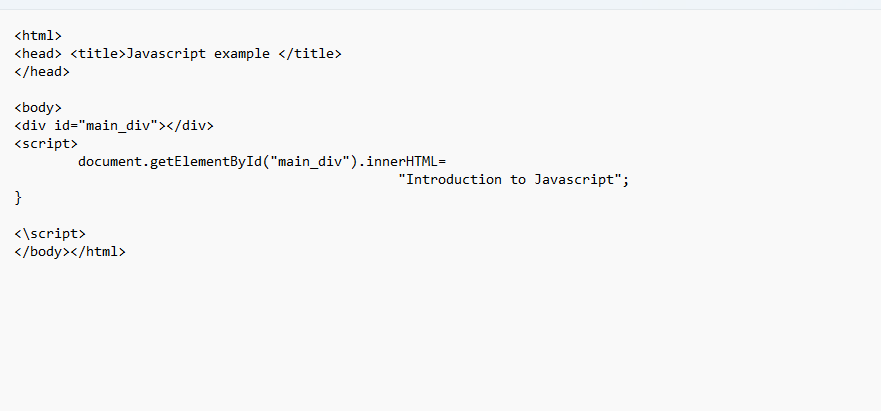 <html>
<head> <title>Javascript example </title>
</head>
<body>
<div id="main_div"></div>
<script>
document.getElementById("main_div").innerHTML=
"Introduction to Javascript";
}
<\script>
</body></html>